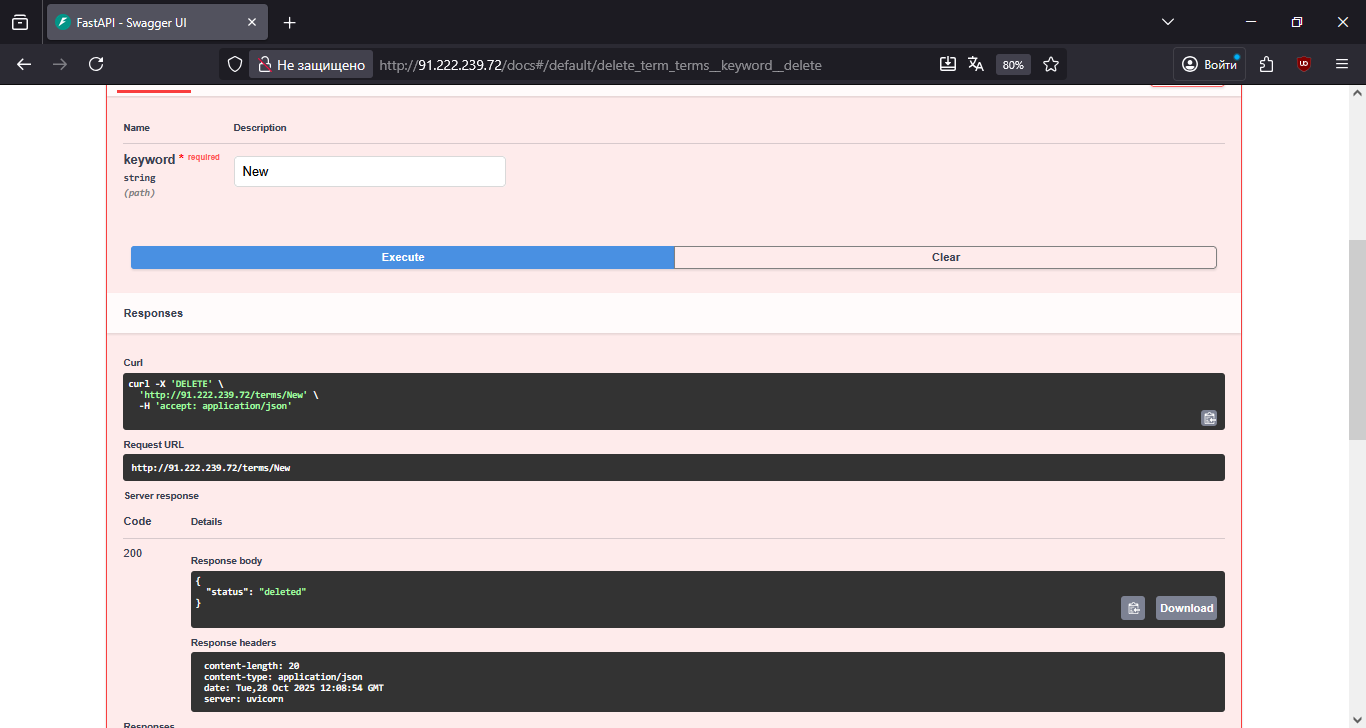 FastAPI - Swagger UI
Не защищено
http://91.222.239.72/docs#/default/delete_term_terms__keyword__delete
80%
Войти
UO
Name Description
keyword * required
string
(path)
New
Execute Clear
Responses
Curl
curl -X 'DELETE' \
'http://91.222.239.72/terms/New' \
-H 'accept: application/json'
Request URL
http://91.222.239.72/terms/New
Server response
Code Details
200
Response body
{
"status": "deleted"
}
Download
Response headers
content-length: 20
content-type: application/json
date: Tue,28 Oct 2025 12:08:54 GMT
server: uvicorn
Responses